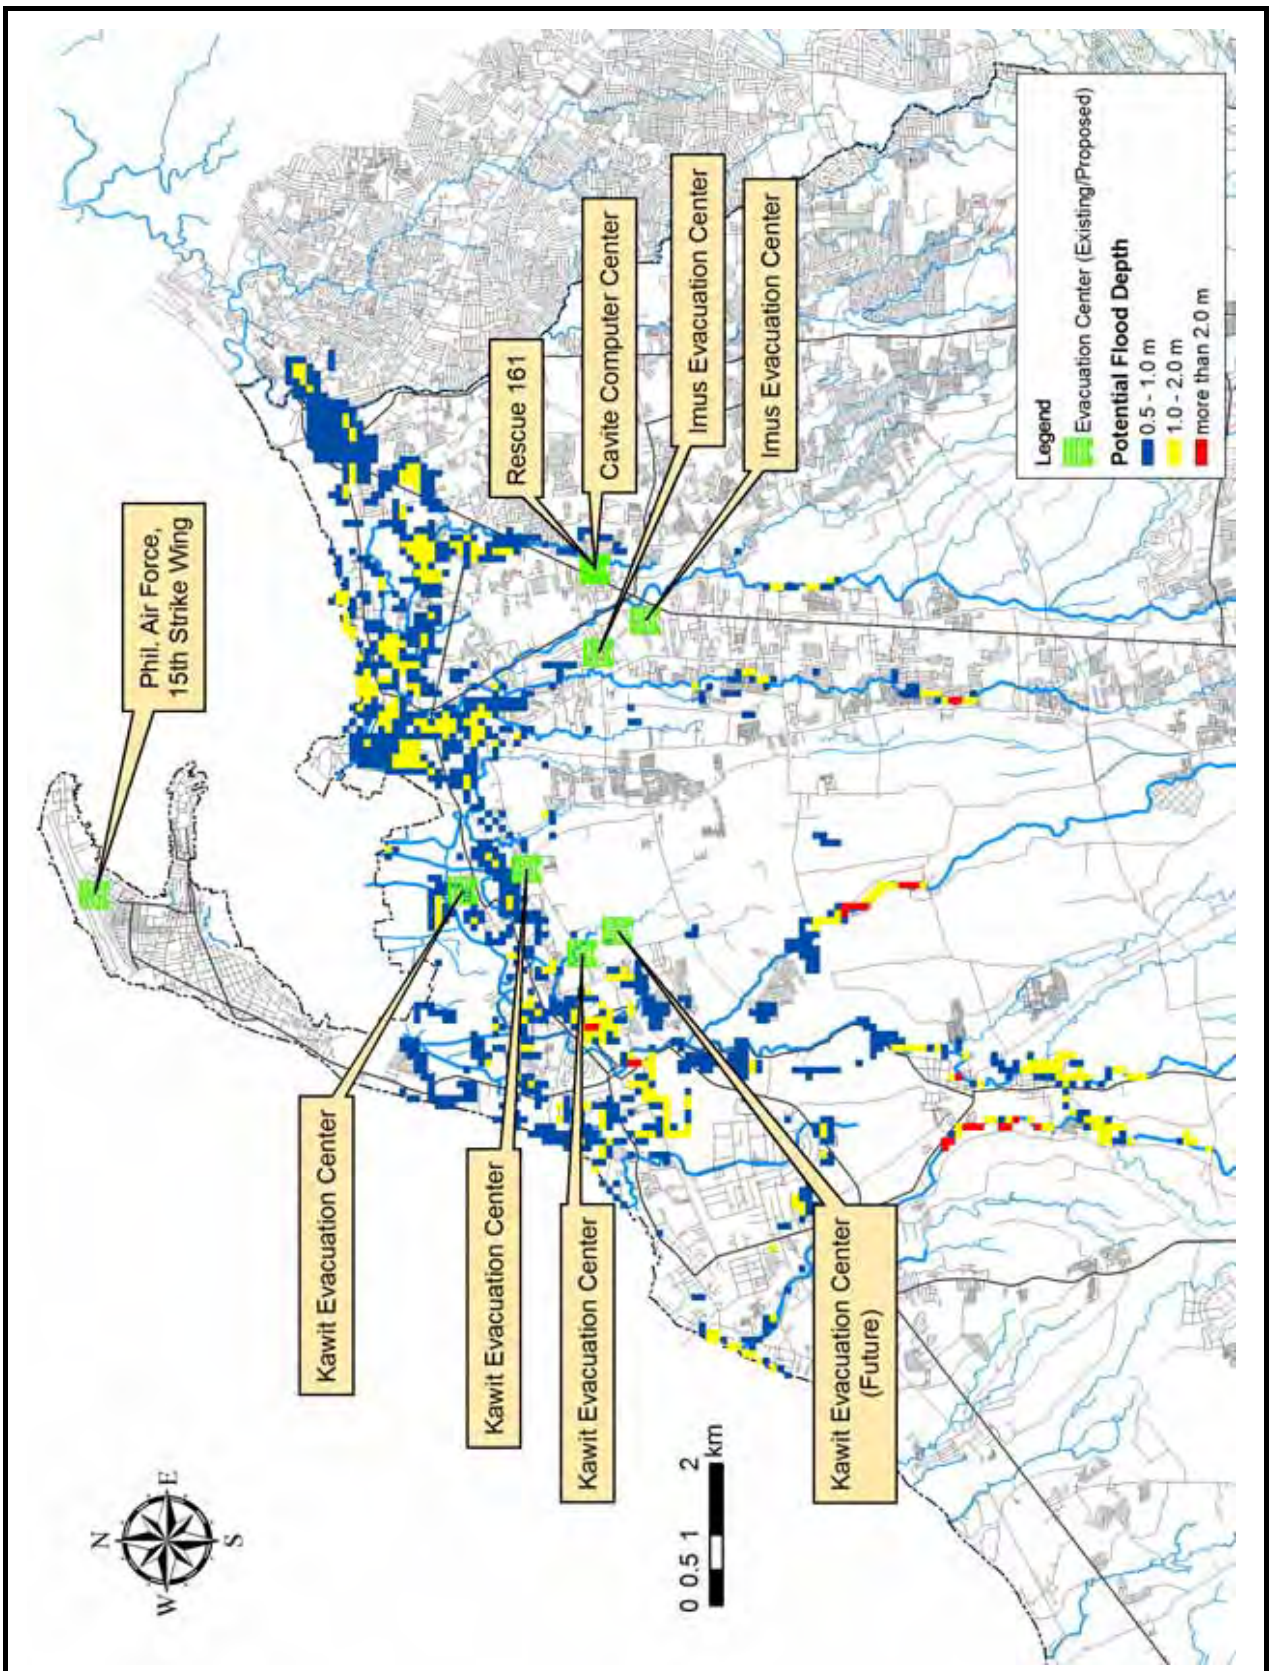 N
W
E
S
Phil. Air Force,
15th Strike Wing
Rescue 161
Cavite Computer Center
Imus Evacuation Center
Imus Evacuation Center
Kawit Evacuation Center
Kawit Evacuation Center
Kawit Evacuation Center
Kawit Evacuation Center
(Future)
0 0.5 1 2
km
Legend
Evacuation Center (Existing/Proposed)
Potential Flood Depth
0.5 - 1.0 m
1.0 - 2.0 m
more than 2.0 m